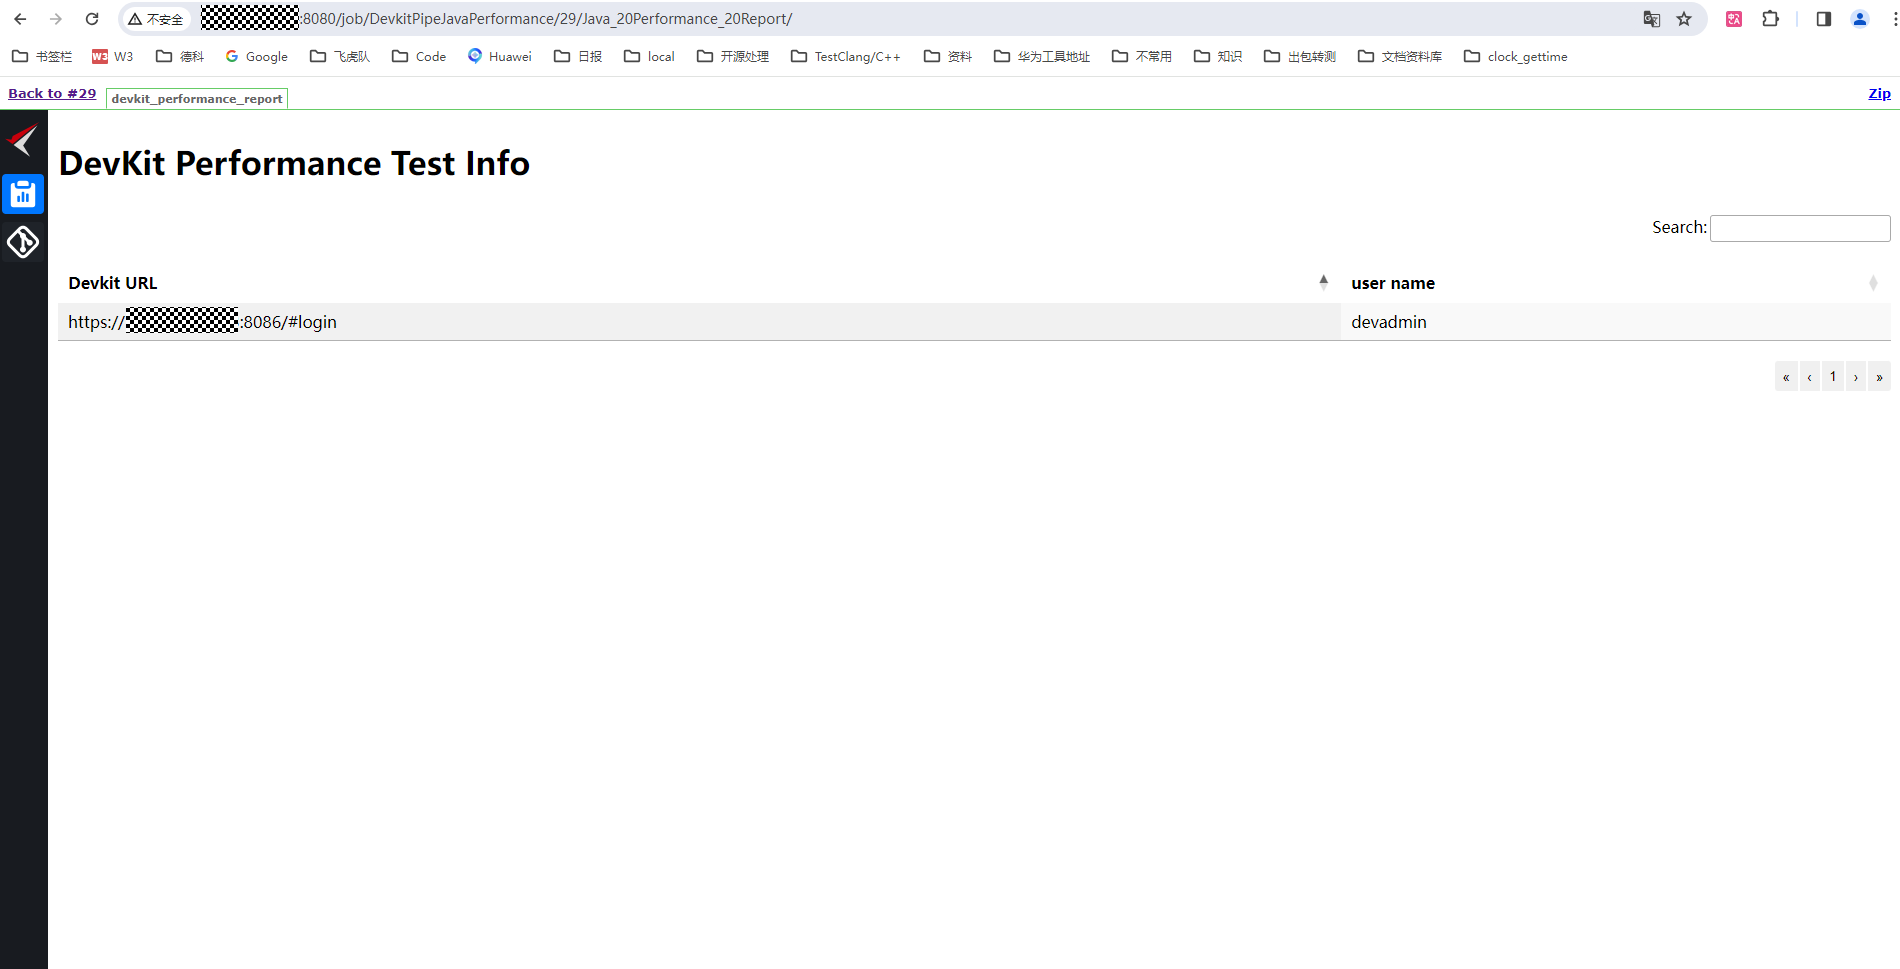 不安全 :8080/job/DevkitPipeJavaPerformance/29/Java_20Performance_20Report/
书签栏 W3 W3 德科 Google 飞虎队 Code Huawei 日报 local 开源处理 TestClang/C++ 资料 华为工具地址 不常用 知识 出包转测 文档资料库 clock_gettime
Back to #29 devkit_performance_report Zip
DevKit Performance Test Info
Search:
Devkit URL user name
https:// :8086/#login devadmin
« ‹ 1 › »